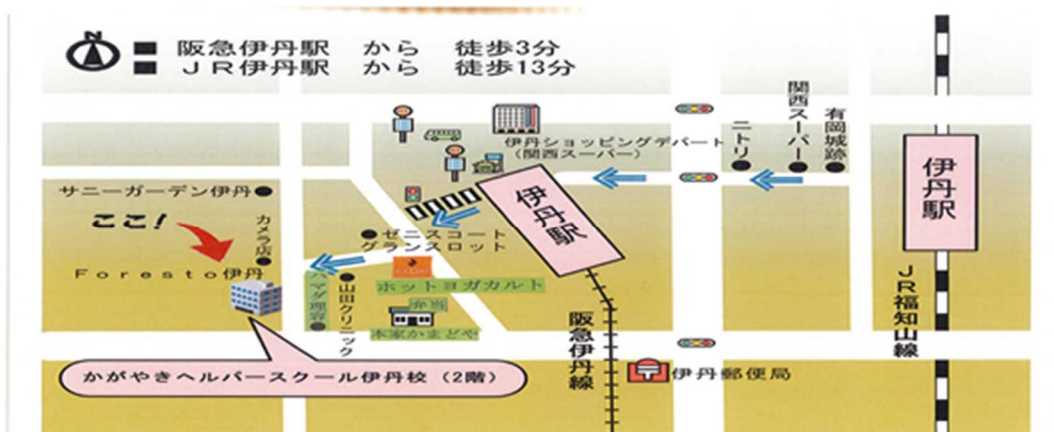 N
■ 阪急伊丹駅 から 徒歩3分
■ JR伊丹駅 から 徒歩13分
関西スーパー
有岡城跡
ニトリ
伊丹ショッピングデパート
(関西スーパー)
伊丹駅
伊丹駅
サニーガーデン伊丹
ここ!
カメラ店
ゼニスコート
グランスロット
Foresto伊丹
ハマダ理容
山田クリニック
ホットヨガカルト
弁当
本家かまどや
阪急伊丹線
JR福知山線
伊丹郵便局
かがやきヘルパースクール伊丹校(2階)